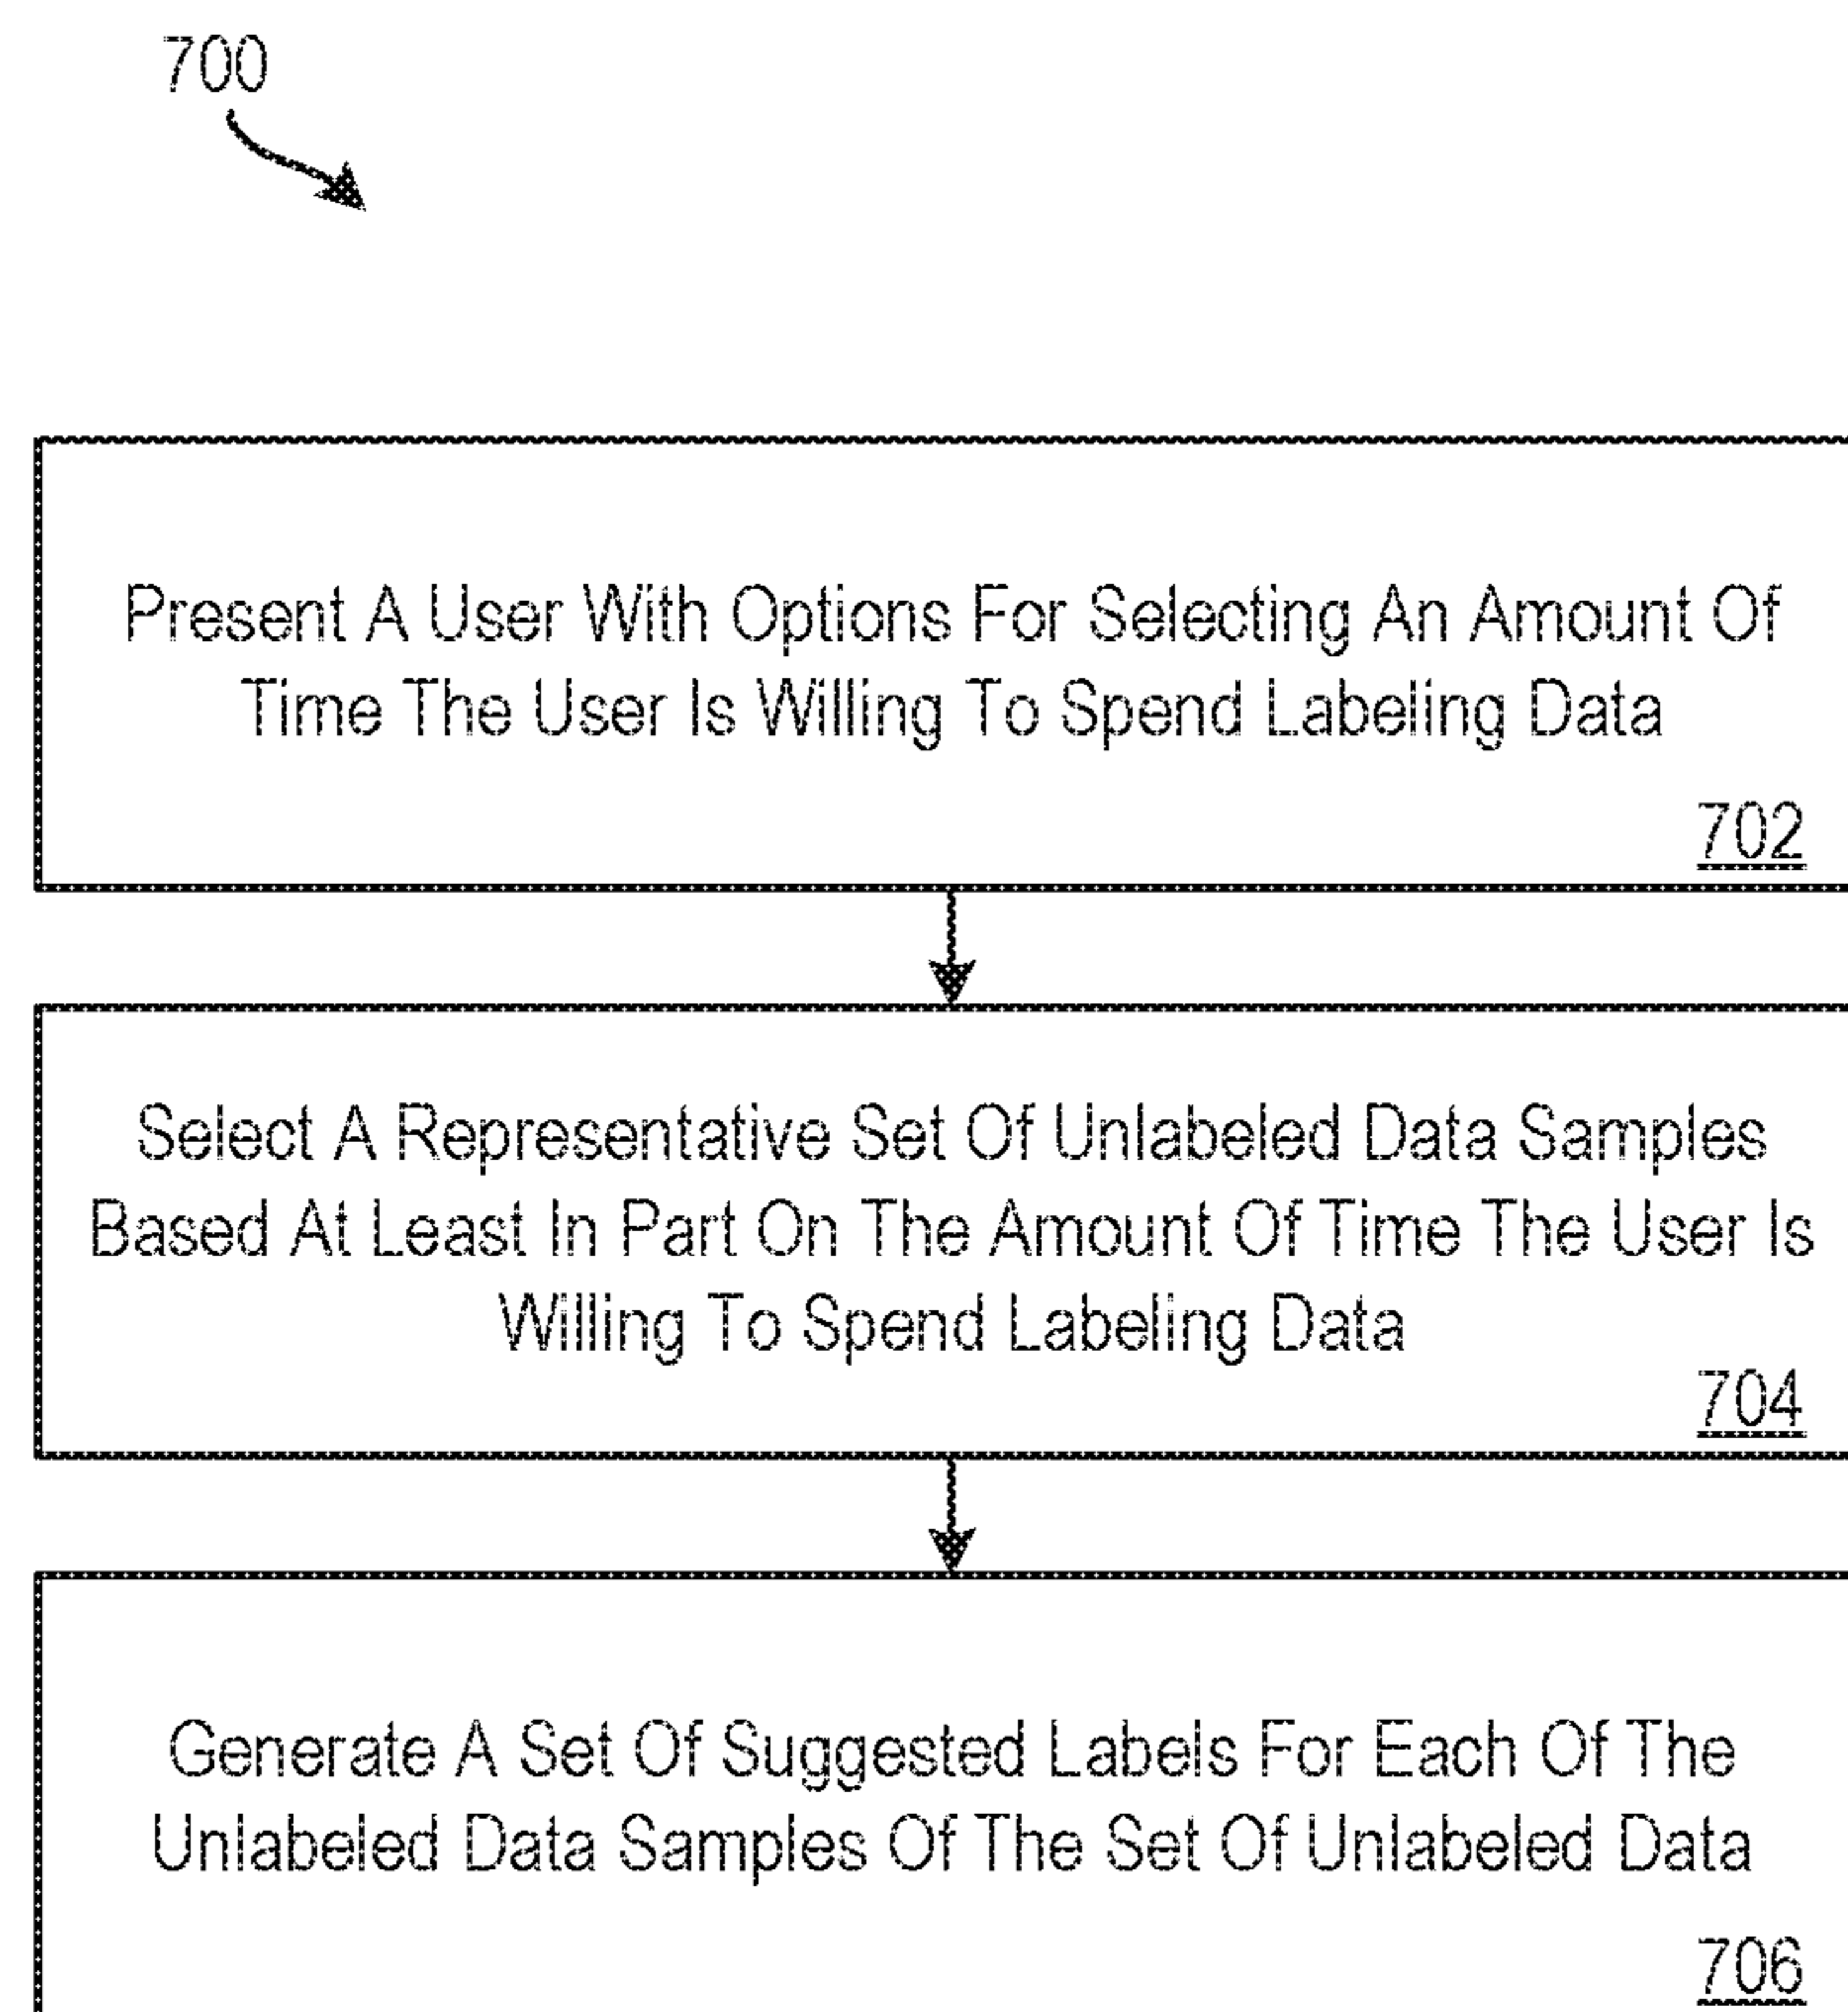 700
Present A User With Options For Selecting An Amount Of
Time The User Is Willing To Spend Labeling Data
702
Select A Representative Set Of Unlabeled Data Samples
Based At Least In Part On The Amount Of Time The User Is
Willing To Spend Labeling Data
704
Generate A Set Of Suggested Labels For Each Of The
Unlabeled Data Samples Of The Set Of Unlabeled Data
706